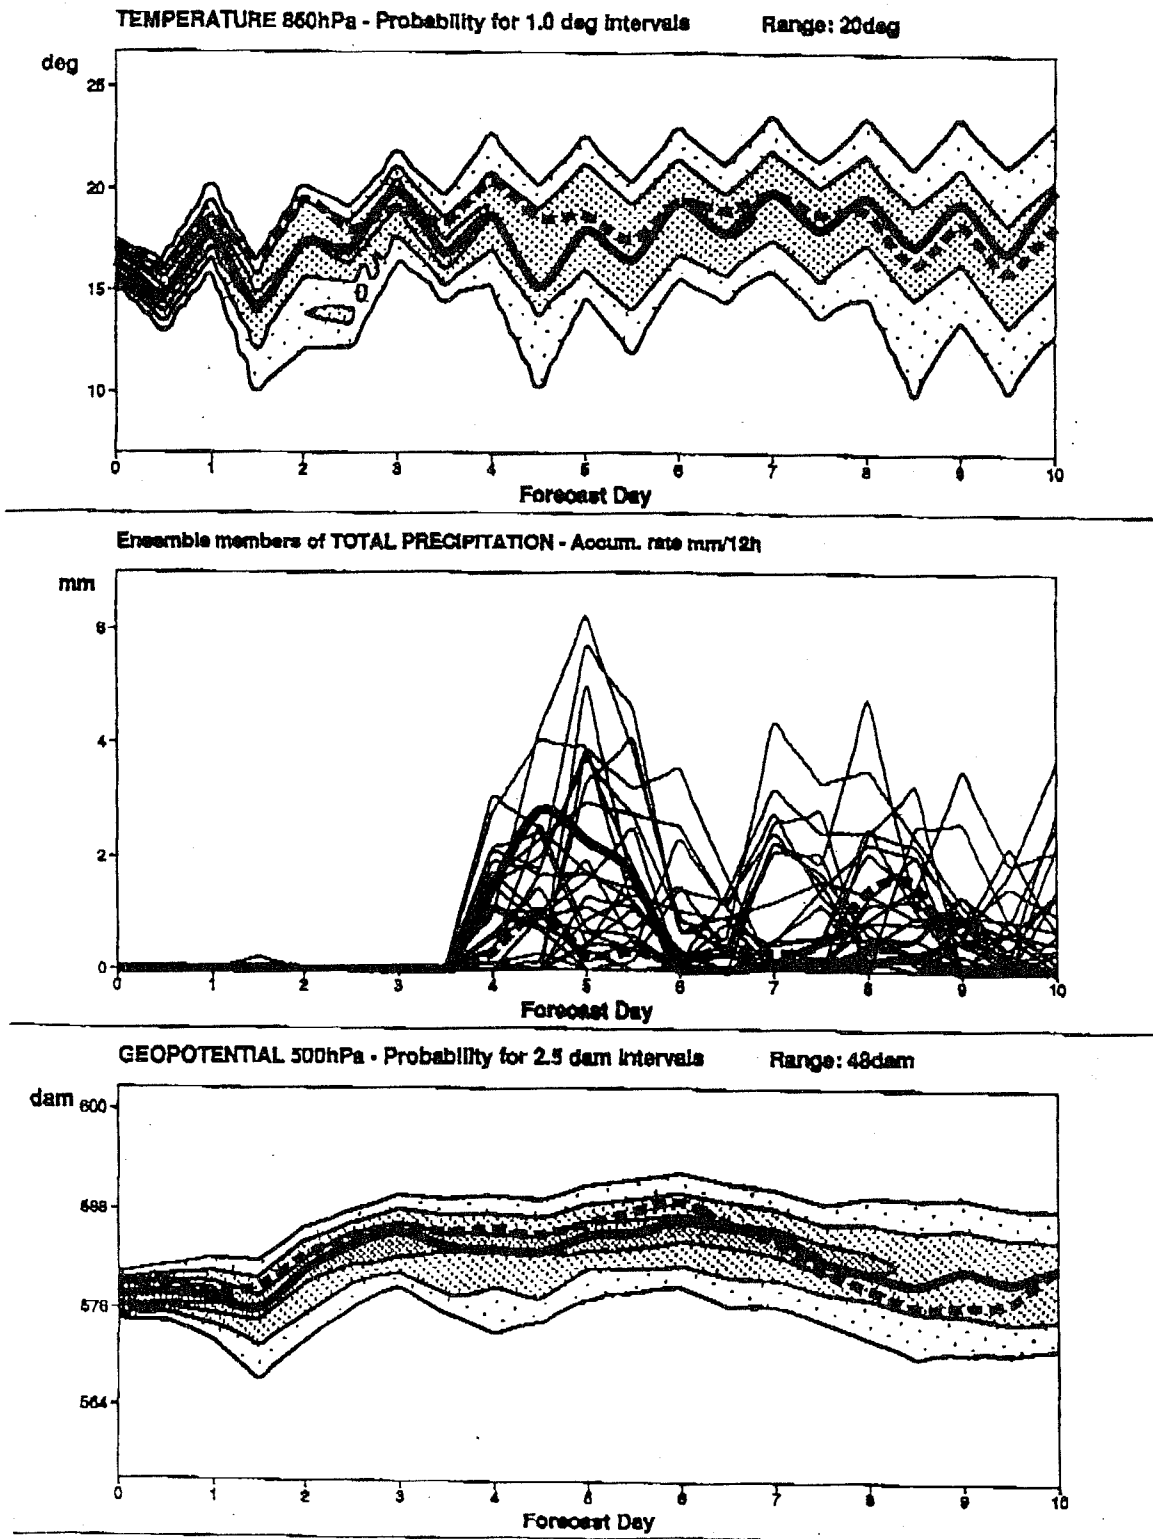 TEMPERATURE 850hPa - Probability for 1.0 deg intervals Range: 20deg
deg
25
20
15
10
0 1 2 3 4 5 6 7 8 9 10
Forecast Day
Ensemble members of TOTAL PRECIPITATION - Accum. rate mm/12h
mm
6
4
2
0
0 1 2 3 4 5 6 7 8 9 10
Forecast Day
GEOPOTENTIAL 500hPa - Probability for 2.5 dam intervals Range: 48dam
dam
600
588
576
564
0 1 2 3 4 5 6 7 8 9 10
Forecast Day